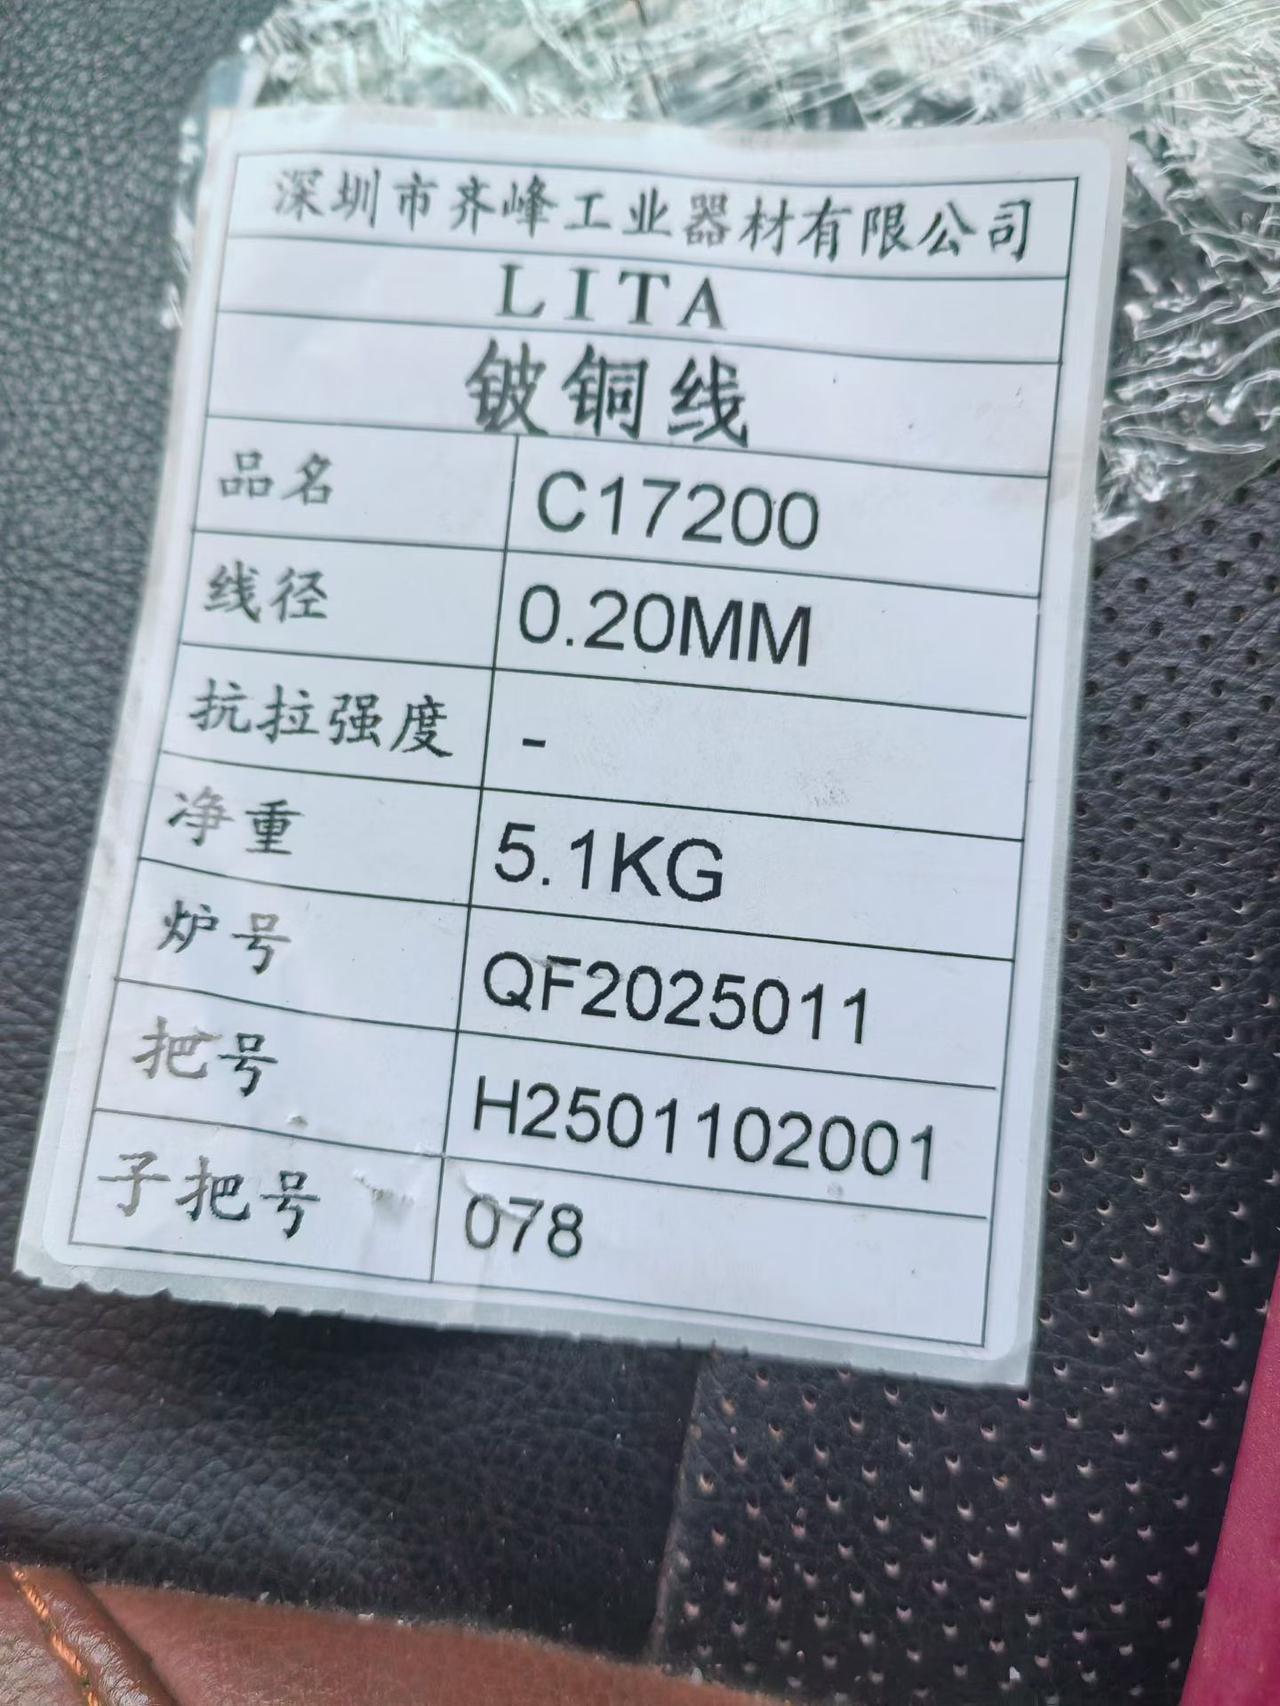 深圳市齐峰工业器材有限公司
LITA
铍铜线
品名 C17200
线径 0.20MM
抗拉强度 -
净重 5.1KG
炉号 QF2025011
把号 H2501102001
子把号 078